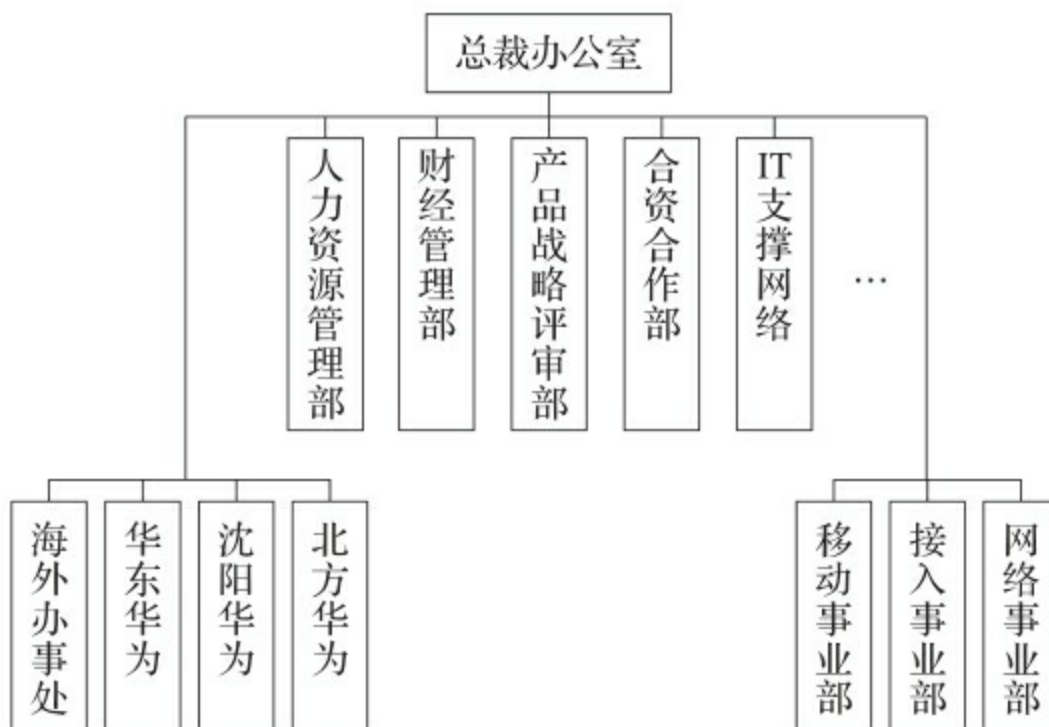 总裁办公室
人力资源管理部
财经管理部
产品战略评审部
合资合作部
IT支撑网络
…
海外办事处
华东华为
沈阳华为
北方华为
移动事业部
接入事业部
网络事业部